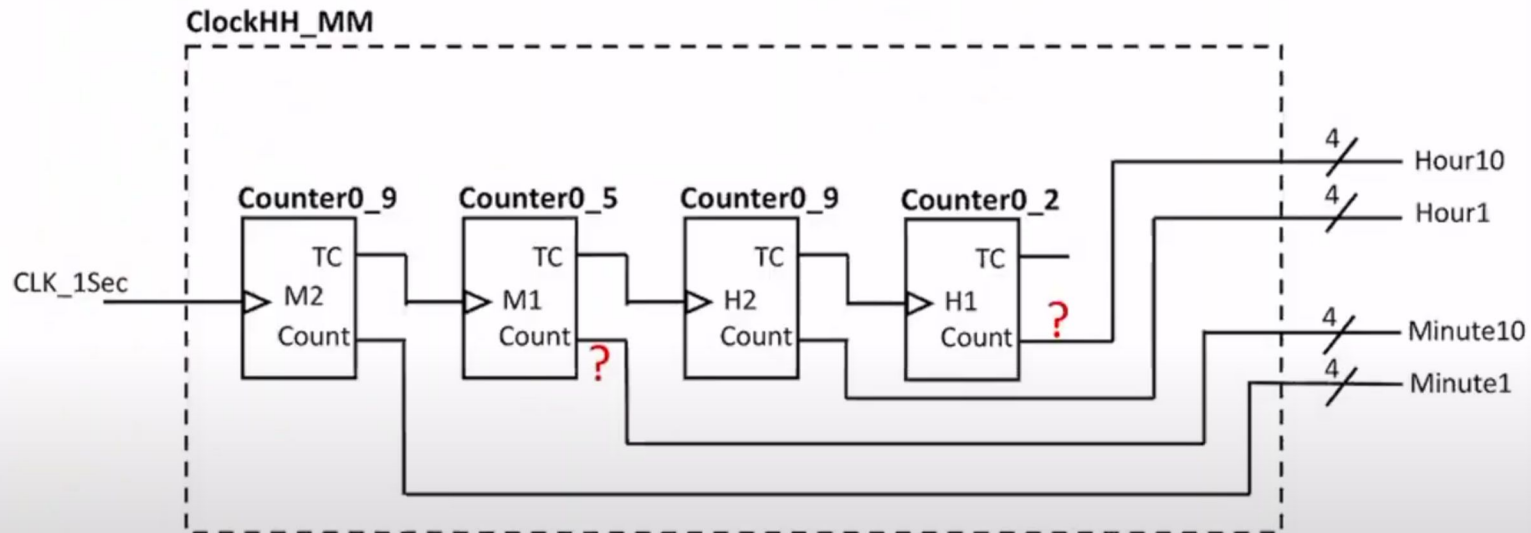 ClockHH_MM
4
Hour10
4
Hour1
Counter0_9
Counter0_5
Counter0_9
Counter0_2
TC
TC
TC
TC
CLK_1Sec
M2
M1
H2
H1
?
Count
Count
Count
Count
?
4
Minute10
4
Minute1